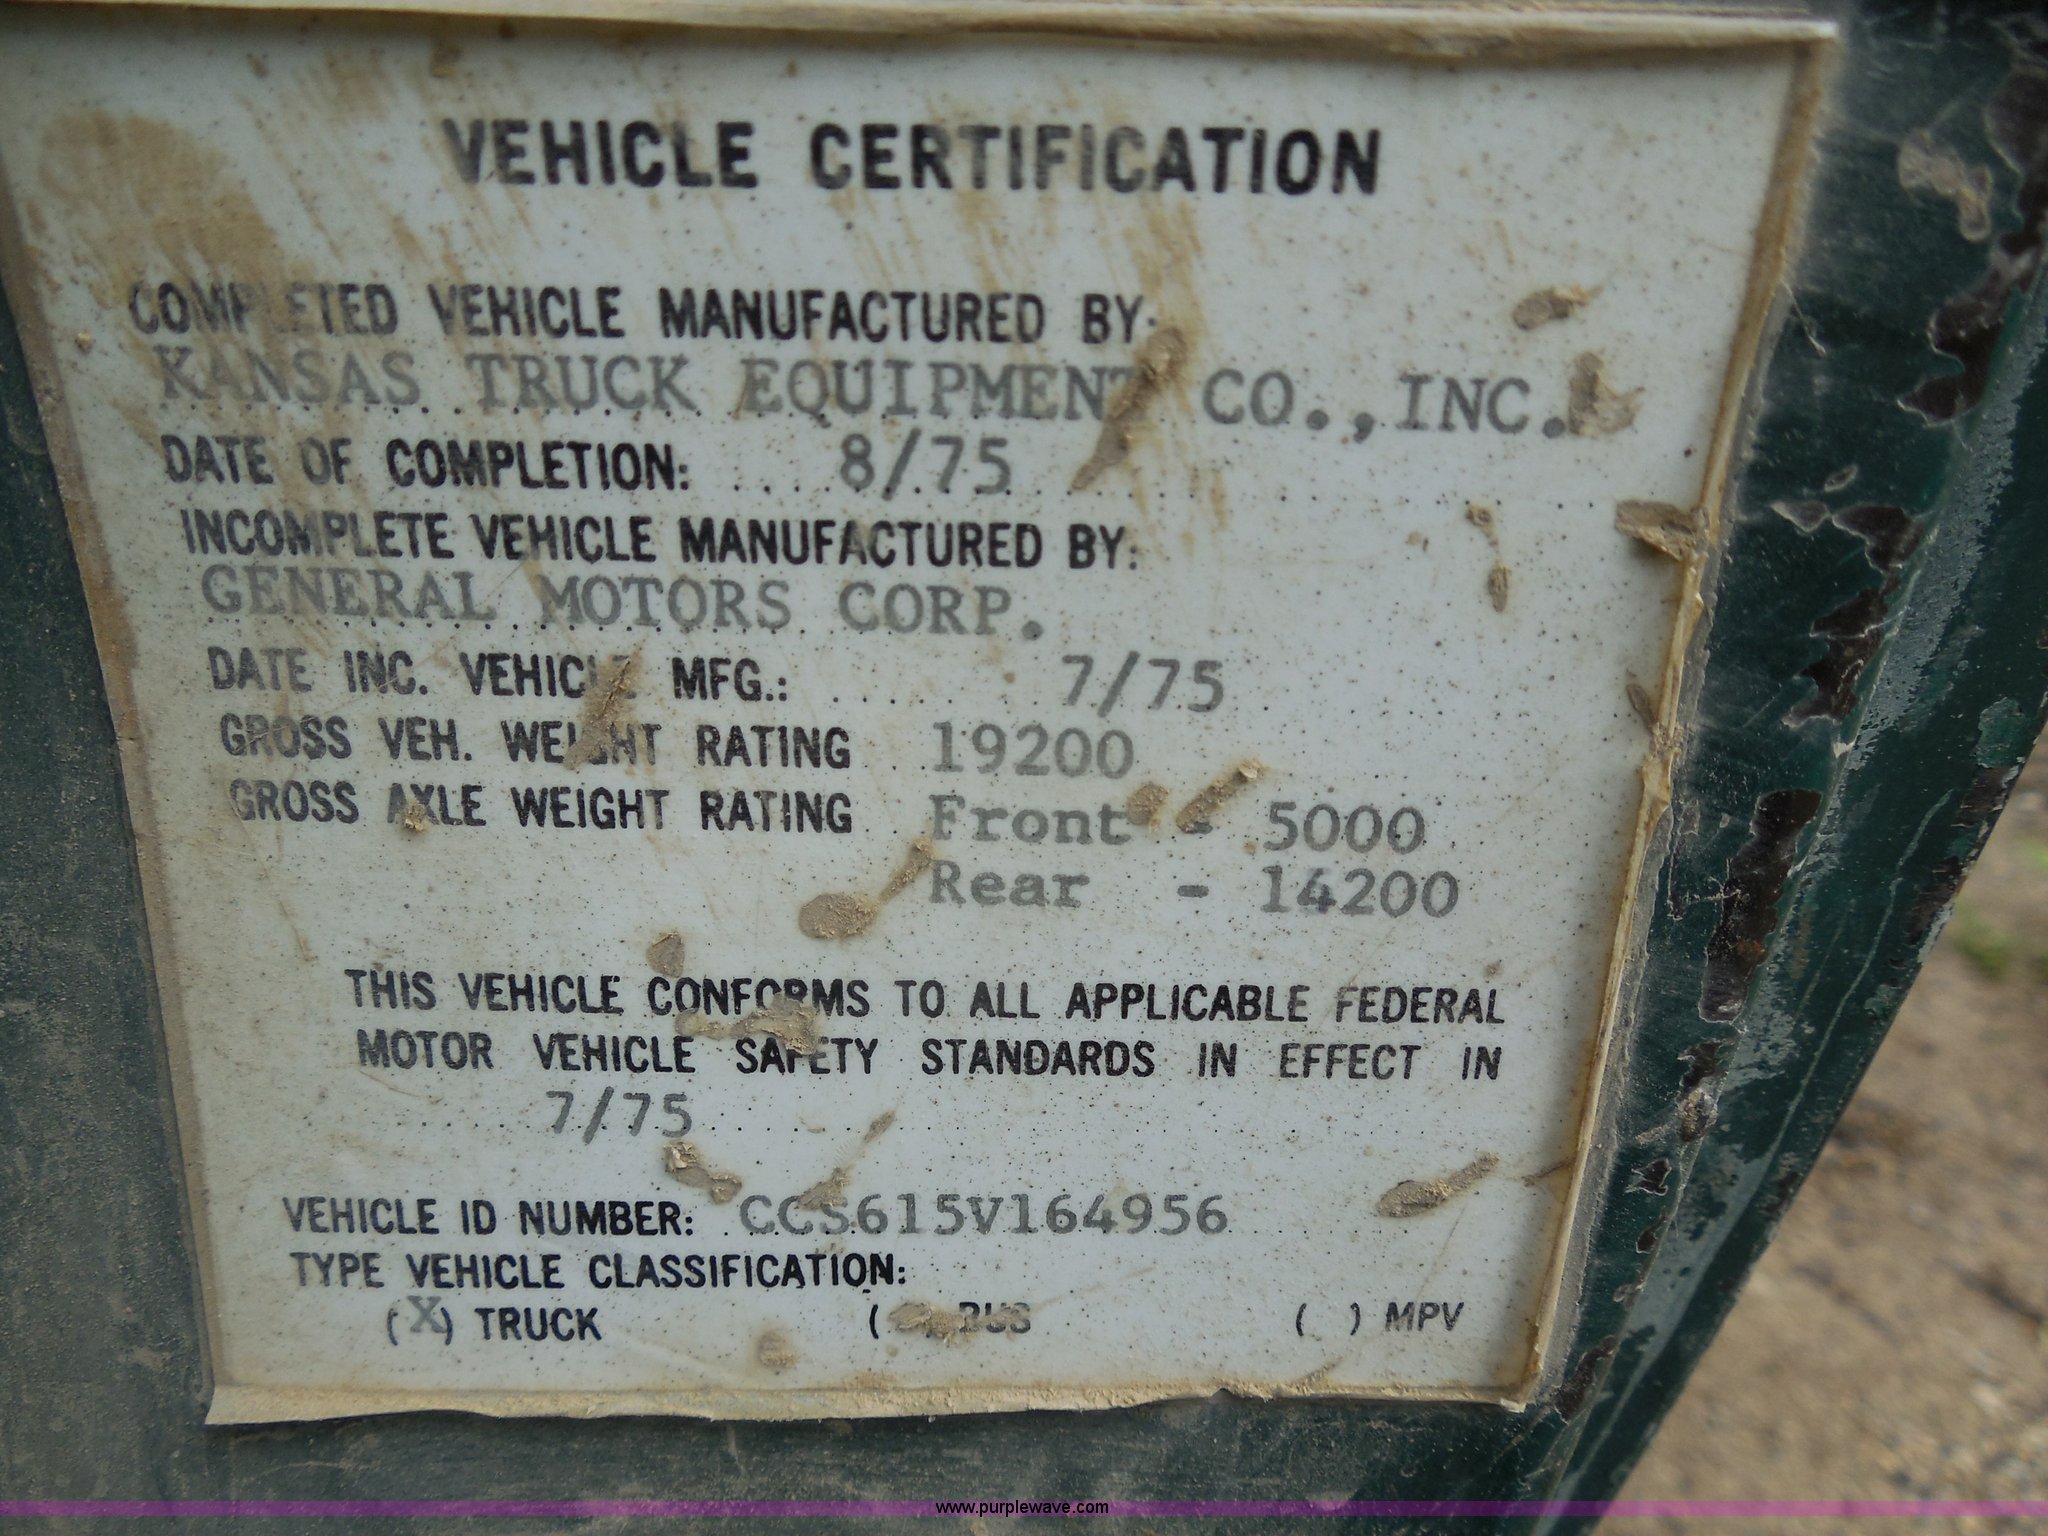 VEHICLE CERTIFICATION
COMPLETED VEHICLE MANUFACTURED BY:
KANSAS TRUCK EQUIPMENT CO.,INC.
DATE OF COMPLETION: 8/75
INCOMPLETE VEHICLE MANUFACTURED BY:
GENERAL MOTORS CORP.
DATE INC. VEHICLE MFG.: 7/75
GROSS VEH. WEIGHT RATING 19200
GROSS AXLE WEIGHT RATING Front - 5000
Rear - 14200
THIS VEHICLE CONFORMS TO ALL APPLICABLE FEDERAL
MOTOR VEHICLE SAFETY STANDARDS IN EFFECT IN
7/75
VEHICLE ID NUMBER: CCS615V164956
TYPE VEHICLE CLASSIFICATION:
(X) TRUCK ( ) BUS ( ) MPV
www.purplewave.com